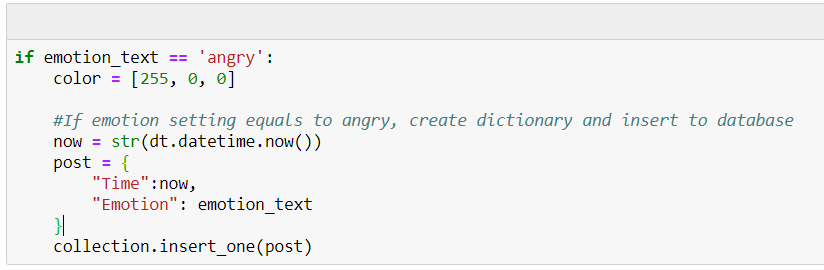 if emotion_text == 'angry':
    color = [255, 0, 0]

    #If emotion setting equals to angry, create dictionary and insert to database
    now = str(dt.datetime.now())
    post = {
        "Time":now,
        "Emotion": emotion_text
    }
    collection.insert_one(post)